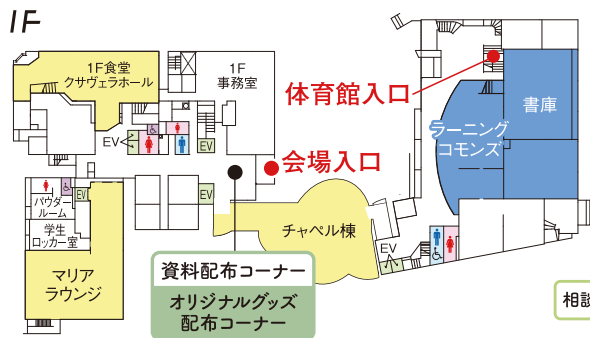 1F
1F食堂
クサヴェラホール
1F
事務室
体育館入口
書庫
ラーニング
コモンズ
EV
EV
会場入口
EV
EV
パウダー
ルーム
学生
ロッカー室
チャペル棟
EV
マリア
ラウンジ
資料配布コーナー
オリジナルグッズ
配布コーナー
相談